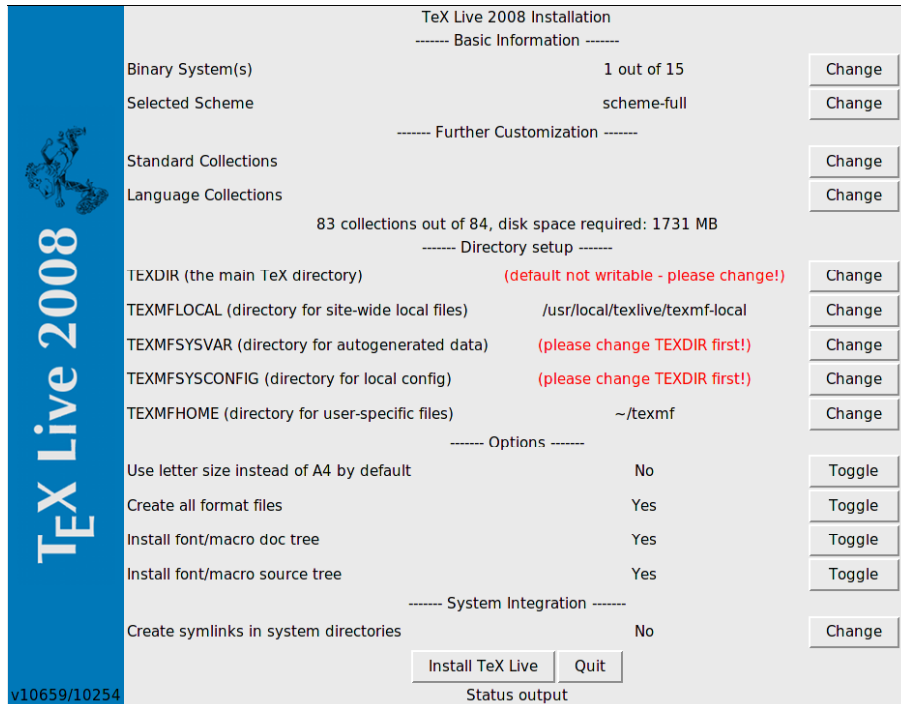 TeX Live 2008 Installation
------- Basic Information -------
Binary System(s) 1 out of 15 Change
Selected Scheme scheme-full Change
------- Further Customization -------
Standard Collections Change
Language Collections Change
83 collections out of 84, disk space required: 1731 MB
------- Directory setup -------
TEXDIR (the main TeX directory) (default not writable - please change!) Change
TEXMFLOCAL (directory for site-wide local files) /usr/local/texlive/texmf-local Change
TEXMFSYSVAR (directory for autogenerated data) (please change TEXDIR first!) Change
TEXMFSYSCONFIG (directory for local config) (please change TEXDIR first!) Change
TEXMFHOME (directory for user-specific files) ~/texmf Change
------- Options -------
Use letter size instead of A4 by default No Toggle
Create all format files Yes Toggle
Install font/macro doc tree Yes Toggle
Install font/macro source tree Yes Toggle
------- System Integration -------
Create symlinks in system directories No Change
Install TeX Live Quit
Status output
TEX Live 2008
v10659/10254